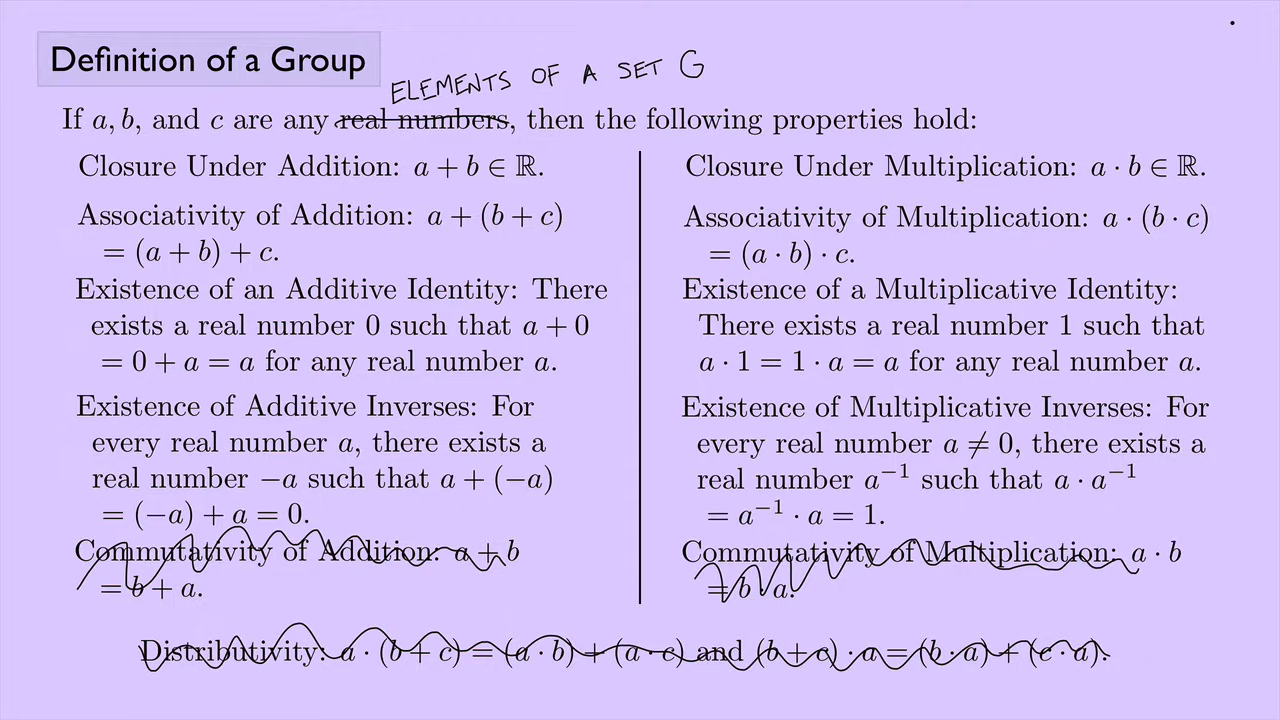 Definition of a Group
ELEMENTS OF A SET G
If a, b, and c are any real numbers, then the following properties hold:
Closure Under Addition: a + b ∈ ℝ.
Associativity of Addition: a + (b + c)
= (a + b) + c.
Existence of an Additive Identity: There
exists a real number 0 such that a + 0
= 0 + a = a for any real number a.
Existence of Additive Inverses: For
every real number a, there exists a
real number −a such that a + (−a)
= (−a) + a = 0.
Commutativity of Addition: a + b
= b + a.
Closure Under Multiplication: a · b ∈ ℝ.
Associativity of Multiplication: a · (b · c)
= (a · b) · c.
Existence of a Multiplicative Identity:
There exists a real number 1 such that
a · 1 = 1 · a = a for any real number a.
Existence of Multiplicative Inverses: For
every real number a ≠ 0, there exists a
real number a⁻¹ such that a · a⁻¹
= a⁻¹ · a = 1.
Commutativity of Multiplication: a · b
= b · a.
Distributivity: a · (b + c) = (a · b) + (a · c) and (b + c) · a = (b · a) + (c · a).